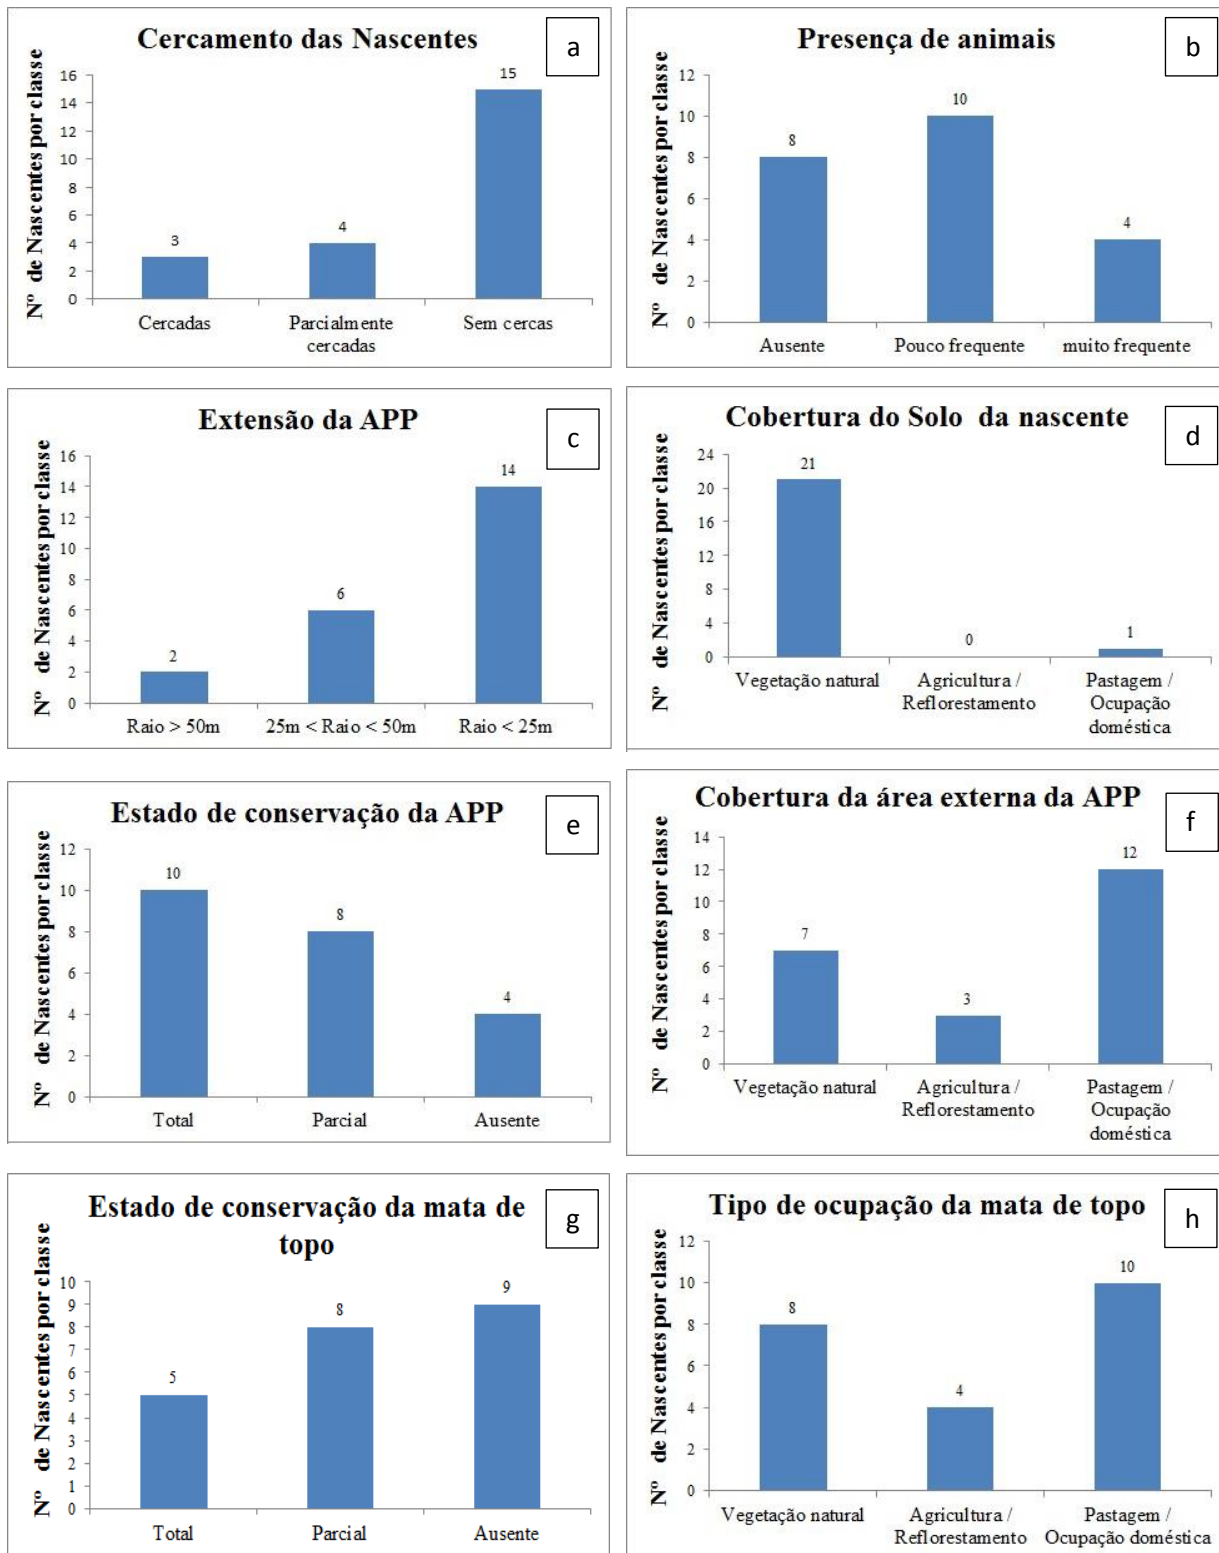 Cercamento das Nascentes
a
Nº de Nascentes por classe
16
14
12
10
8
6
4
2
0
3
4
15
Cercadas
Parcialmente
cercadas
Sem cercas
Presença de animais
b
Nº de Nascentes por classe
12
10
8
6
4
2
0
8
10
4
Ausente
Pouco frequente
muito frequente
Extensão da APP
c
Nº de Nascentes por classe
16
14
12
10
8
6
4
2
0
2
6
14
Raio > 50m
25m < Raio < 50m
Raio < 25m
Cobertura do Solo da nascente
d
Nº de Nascentes por classe
24
20
16
12
8
4
0
21
0
1
Vegetação natural
Agricultura /
Reflorestamento
Pastagem /
Ocupação
doméstica
Estado de conservação da APP
e
Nº de Nascentes por classe
12
10
8
6
4
2
0
10
8
4
Total
Parcial
Ausente
Cobertura da área externa da APP
f
Nº de Nascentes por classe
14
12
10
8
6
4
2
0
7
3
12
Vegetação natural
Agricultura /
Reflorestamento
Pastagem /
Ocupação
doméstica
Estado de conservação da mata de
topo
g
Nº de Nascentes por classe
10
9
8
7
6
5
4
3
2
1
0
5
8
9
Total
Parcial
Ausente
Tipo de ocupação da mata de topo
h
Nº de Nascentes por classe
12
10
8
6
4
2
0
8
4
10
Vegetação natural
Agricultura /
Reflorestamento
Pastagem /
Ocupação doméstica